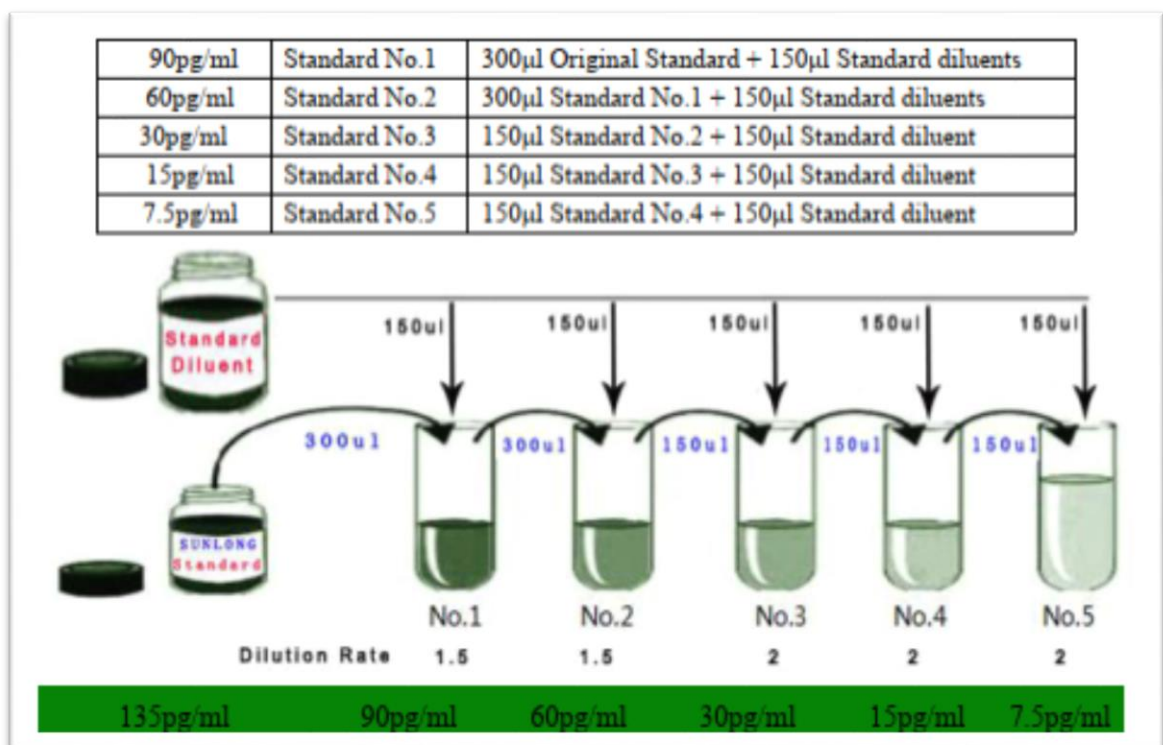 90pg/ml Standard No.1 300µl Original Standard + 150µl Standard diluents
60pg/ml Standard No.2 300µl Standard No.1 + 150µl Standard diluents
30pg/ml Standard No.3 150µl Standard No.2 + 150µl Standard diluent
15pg/ml Standard No.4 150µl Standard No.3 + 150µl Standard diluent
7.5pg/ml Standard No.5 150µl Standard No.4 + 150µl Standard diluent
Standard
Diluent
150ul 150ul 150ul 150ul 150ul
300ul 300ul 150ul 150ul 150ul
SUNLONG
Standard
No.1 No.2 No.3 No.4 No.5
Dilution Rate 1.5 1.5 2 2 2
135pg/ml 90pg/ml 60pg/ml 30pg/ml 15pg/ml 7.5pg/ml